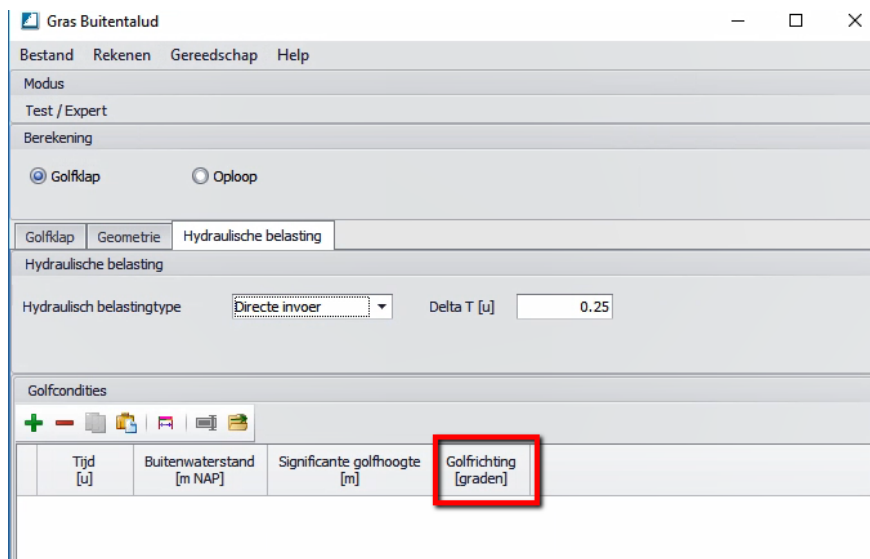 Gras Buitentalud
Bestand Rekenen Gereedschap Help
Modus
Test / Expert
Berekening
Golfklap Oploop
Golfklap Geometrie Hydraulische belasting
Hydraulische belasting
Hydraulisch belastingtype Directe invoer Delta T [u] 0.25
Golfcondities
Tijd Buitenwaterstand Significante golfhoogte Golfrichting
[u] [m NAP] [m] [graden]